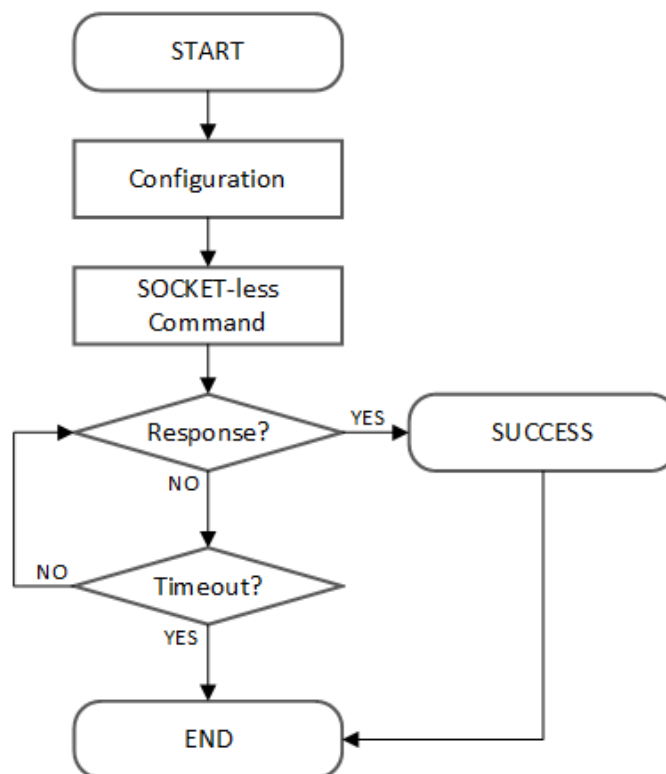 START
Configuration
SOCKET-less
Command
Response?
YES
SUCCESS
NO
Timeout?
NO
YES
END